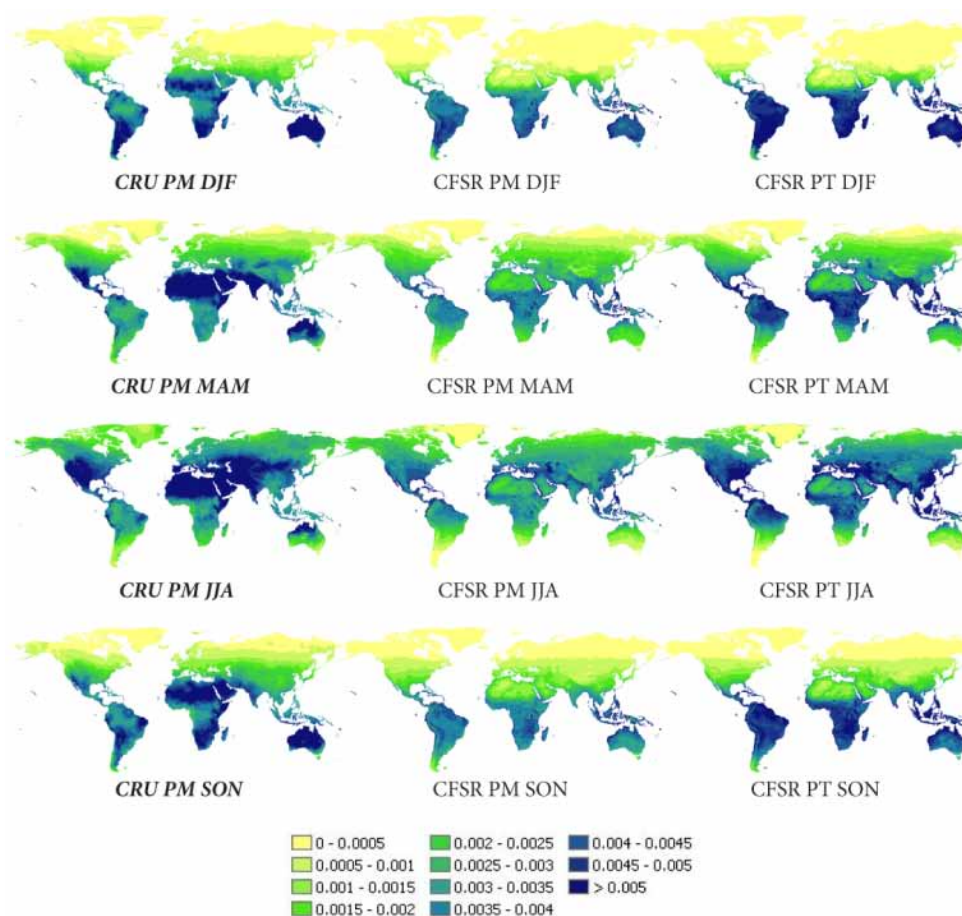 CRU PM DJF CFSR PM DJF CFSR PT DJF
CRU PM MAM CFSR PM MAM CFSR PT MAM
CRU PM JJA CFSR PM JJA CFSR PT JJA
CRU PM SON CFSR PM SON CFSR PT SON
0 - 0.0005 0.002 - 0.0025 0.004 - 0.0045
0.0005 - 0.001 0.0025 - 0.003 0.0045 - 0.005
0.001 - 0.0015 0.003 - 0.0035 > 0.005
0.0015 - 0.002 0.0035 - 0.004